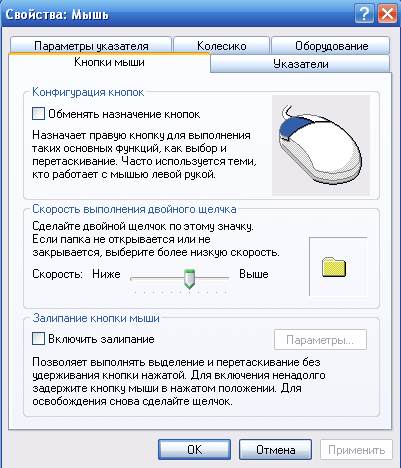 Свойства: Мышь
Параметры указателя
Колесико
Оборудование
Кнопки мыши
Указатели
Конфигурация кнопок
Обменять назначение кнопок
Назначает правую кнопку для выполнения
таких основных функций, как выбор и
перетаскивание. Часто используется теми,
кто работает с мышью левой рукой.
Скорость выполнения двойного щелчка
Сделайте двойной щелчок по этому значку.
Если папка не открывается или не
закрывается, выберите более низкую скорость.
Скорость: Ниже Выше
Залипание кнопки мыши
Включить залипание
Параметры...
Позволяет выполнять выделение и перетаскивание без
удерживания кнопки нажатой. Для включения ненадолго
задержите кнопку мыши в нажатом положении. Для
освобождения снова сделайте щелчок.
OK Отмена Применить